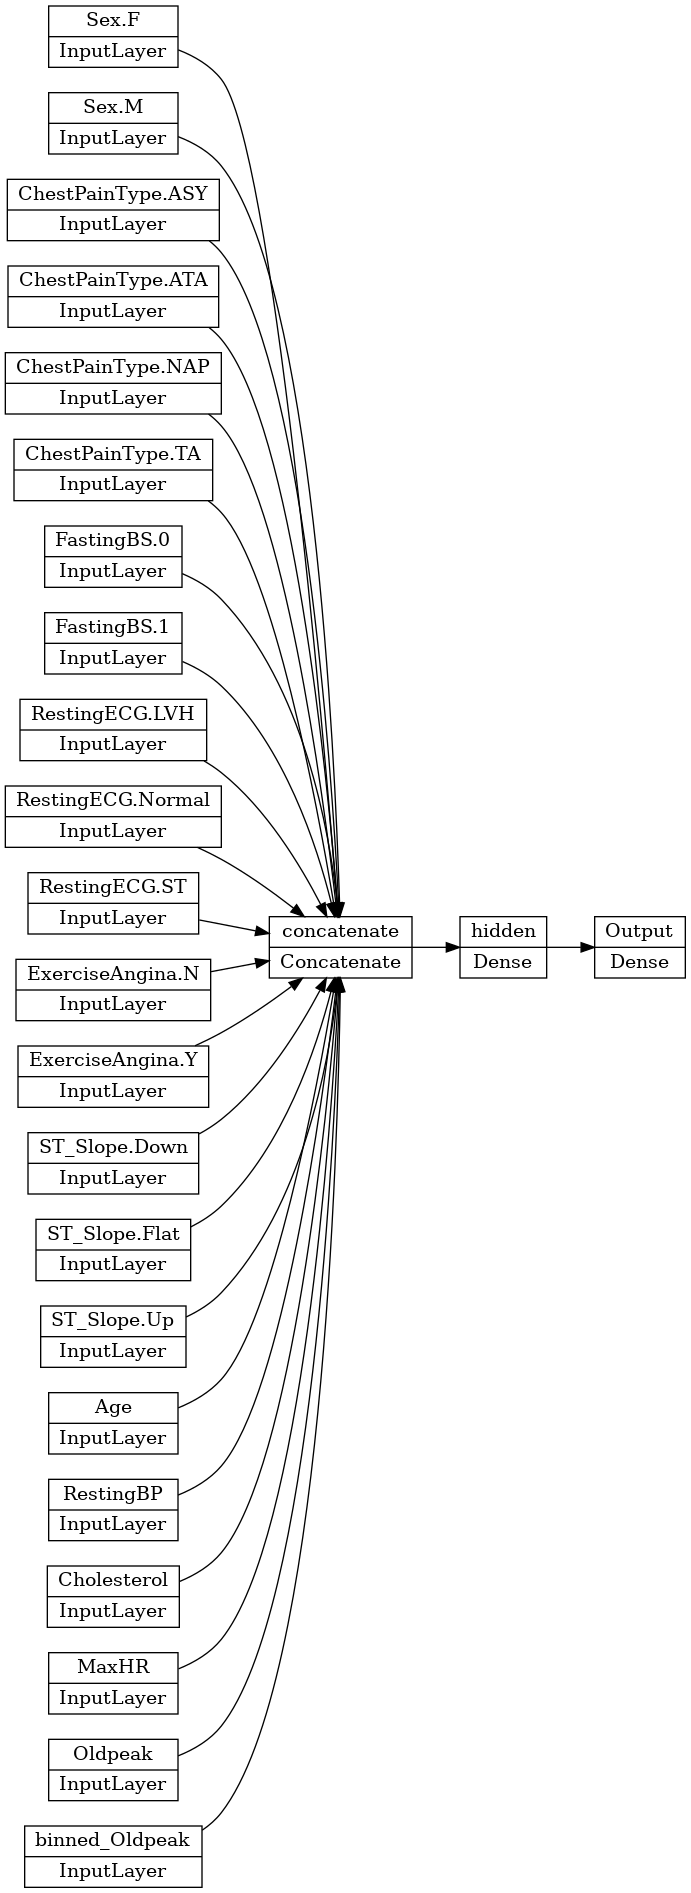 Sex.F
InputLayer
Sex.M
InputLayer
ChestPainType.ASY
InputLayer
ChestPainType.ATA
InputLayer
ChestPainType.NAP
InputLayer
ChestPainType.TA
InputLayer
FastingBS.0
InputLayer
FastingBS.1
InputLayer
RestingECG.LVH
InputLayer
RestingECG.Normal
InputLayer
RestingECG.ST
InputLayer
ExerciseAngina.N
InputLayer
ExerciseAngina.Y
InputLayer
ST_Slope.Down
InputLayer
ST_Slope.Flat
InputLayer
ST_Slope.Up
InputLayer
Age
InputLayer
RestingBP
InputLayer
Cholesterol
InputLayer
MaxHR
InputLayer
Oldpeak
InputLayer
binned_Oldpeak
InputLayer
concatenate
Concatenate
hidden
Dense
Output
Dense